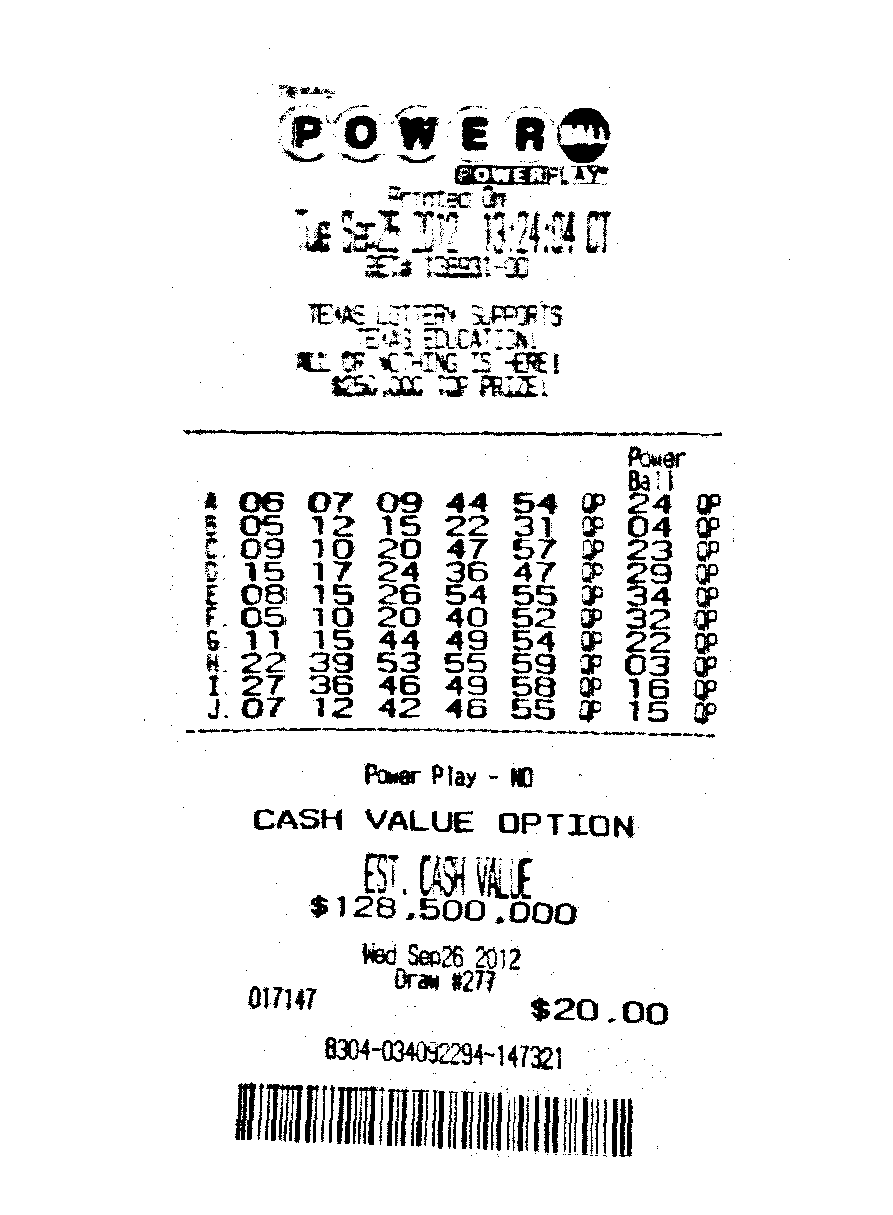 TEXAS
POWER BALL
POWERPLAY
Printed On
Tue Sep25 2012 13:24:04 CT
TEXAS LOTTERY SUPPORTS
TEXAS EDUCATION!
ALL OR NOTHING IS HERE!
$250,000 TOP PRIZE!
Power
Ball
A. 06 07 09 44 54 QP 24 QP
B. 05 12 15 22 31 QP 04 QP
C. 09 10 20 47 57 QP 23 QP
D. 15 17 24 36 47 QP 29 QP
E. 08 15 26 54 55 QP 34 QP
F. 05 10 20 40 52 QP 32 QP
G. 11 15 44 49 54 QP 22 QP
H. 22 39 53 55 59 QP 03 QP
I. 27 36 46 49 58 QP 16 QP
J. 07 12 42 46 55 QP 15 QP
Power Play - NO
CASH VALUE OPTION
EST. CASH VALUE
$128,500,000
Wed Sep26 2012
Draw #277
017147 $20.00
8304-034092294-147321